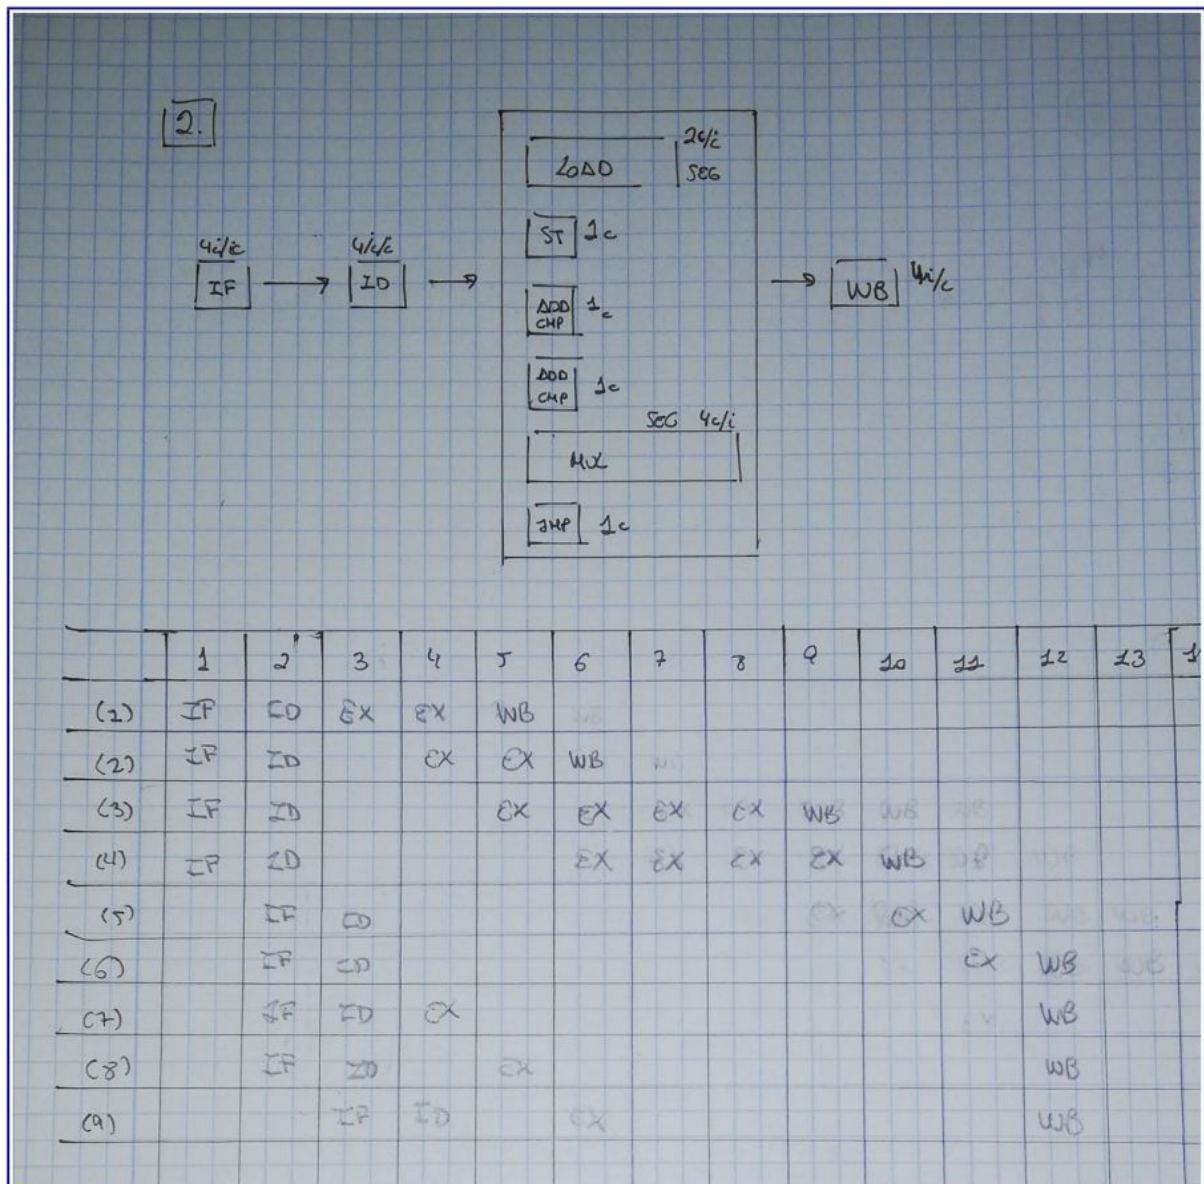 2.
2c/i
LOAD SEG
ST 1c
4i/c 4i/c
IF ID WB 4i/c
ADD 1c
CMP
ADD 1c
CMP
SEG 4c/i
MUL
JMP 1c
1 2 3 4 5 6 7 8 9 10 11 12 13 1
(1) IF ID EX EX WB
(2) IF ID EX EX WB
(3) IF ID EX EX EX EX WB
(4) IF ID EX EX EX EX WB
(5) IF ID EX WB
(6) IF ID EX WB
(7) IF ID EX WB
(8) IF ID EX WB
(9) IF ID EX WB